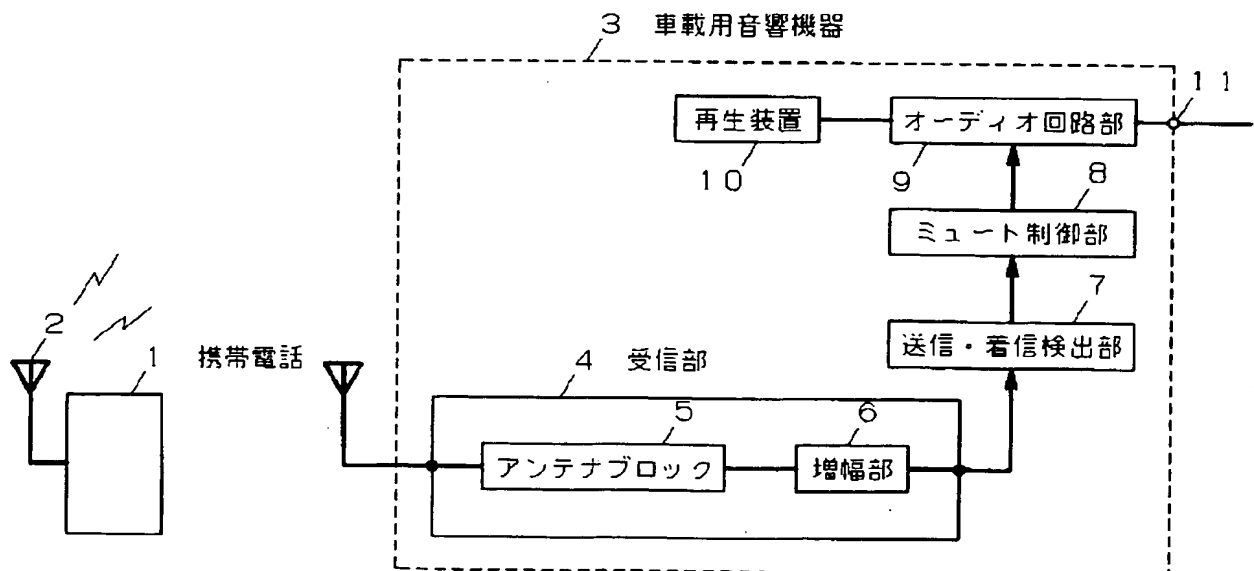 3 車載用音響機器
11
再生装置
オーディオ回路部
10
9
8
ミュート制御部
7
送信・着信検出部
2
1 携帯電話
4 受信部
5
6
アンテナブロック
増幅部